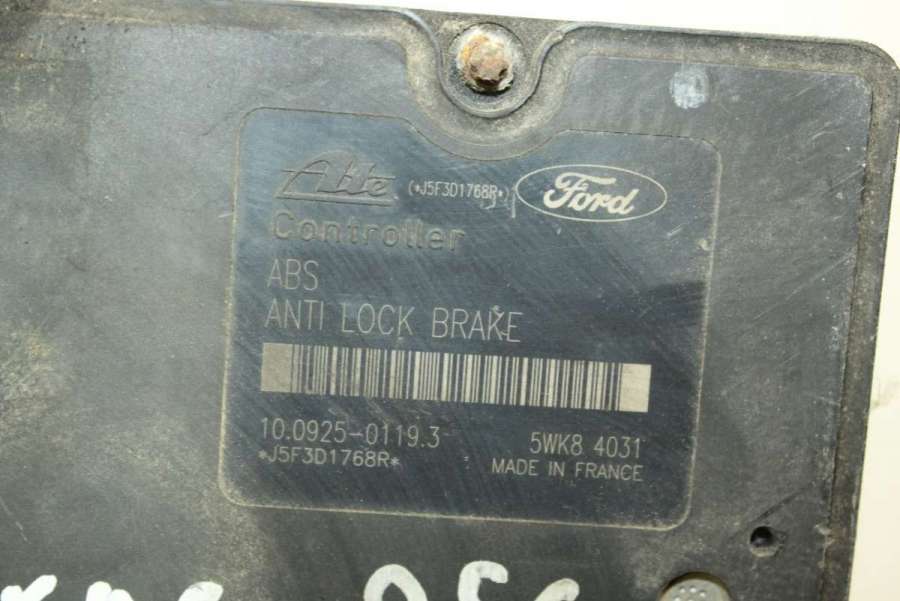 Ate (*J5F3D1768R*) Ford
Controller
ABS
ANTI LOCK BRAKE
10.0925-0119.3 5WK8 4031
*J5F3D1768R* MADE IN FRANCE